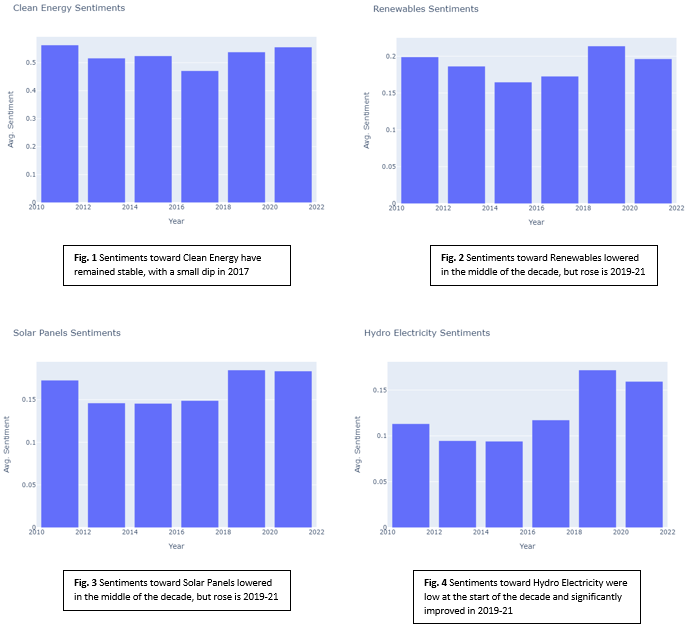 Clean Energy Sentiments
Avg. Sentiment
0.5
0.4
0.3
0.2
0.1
0
2010 2012 2014 2016 2018 2020 2022
Year
Fig. 1 Sentiments toward Clean Energy have
remained stable, with a small dip in 2017
Renewables Sentiments
Avg. Sentiment
0.2
0.15
0.1
0.05
0
2010 2012 2014 2016 2018 2020 2022
Year
Fig. 2 Sentiments toward Renewables lowered
in the middle of the decade, but rose is 2019-21
Solar Panels Sentiments
Avg. Sentiment
0.15
0.1
0.05
0
2010 2012 2014 2016 2018 2020 2022
Year
Fig. 3 Sentiments toward Solar Panels lowered
in the middle of the decade, but rose is 2019-21
Hydro Electricity Sentiments
Avg. Sentiment
0.15
0.1
0.05
0
2010 2012 2014 2016 2018 2020 2022
Year
Fig. 4 Sentiments toward Hydro Electricity were
low at the start of the decade and significantly
improved in 2019-21